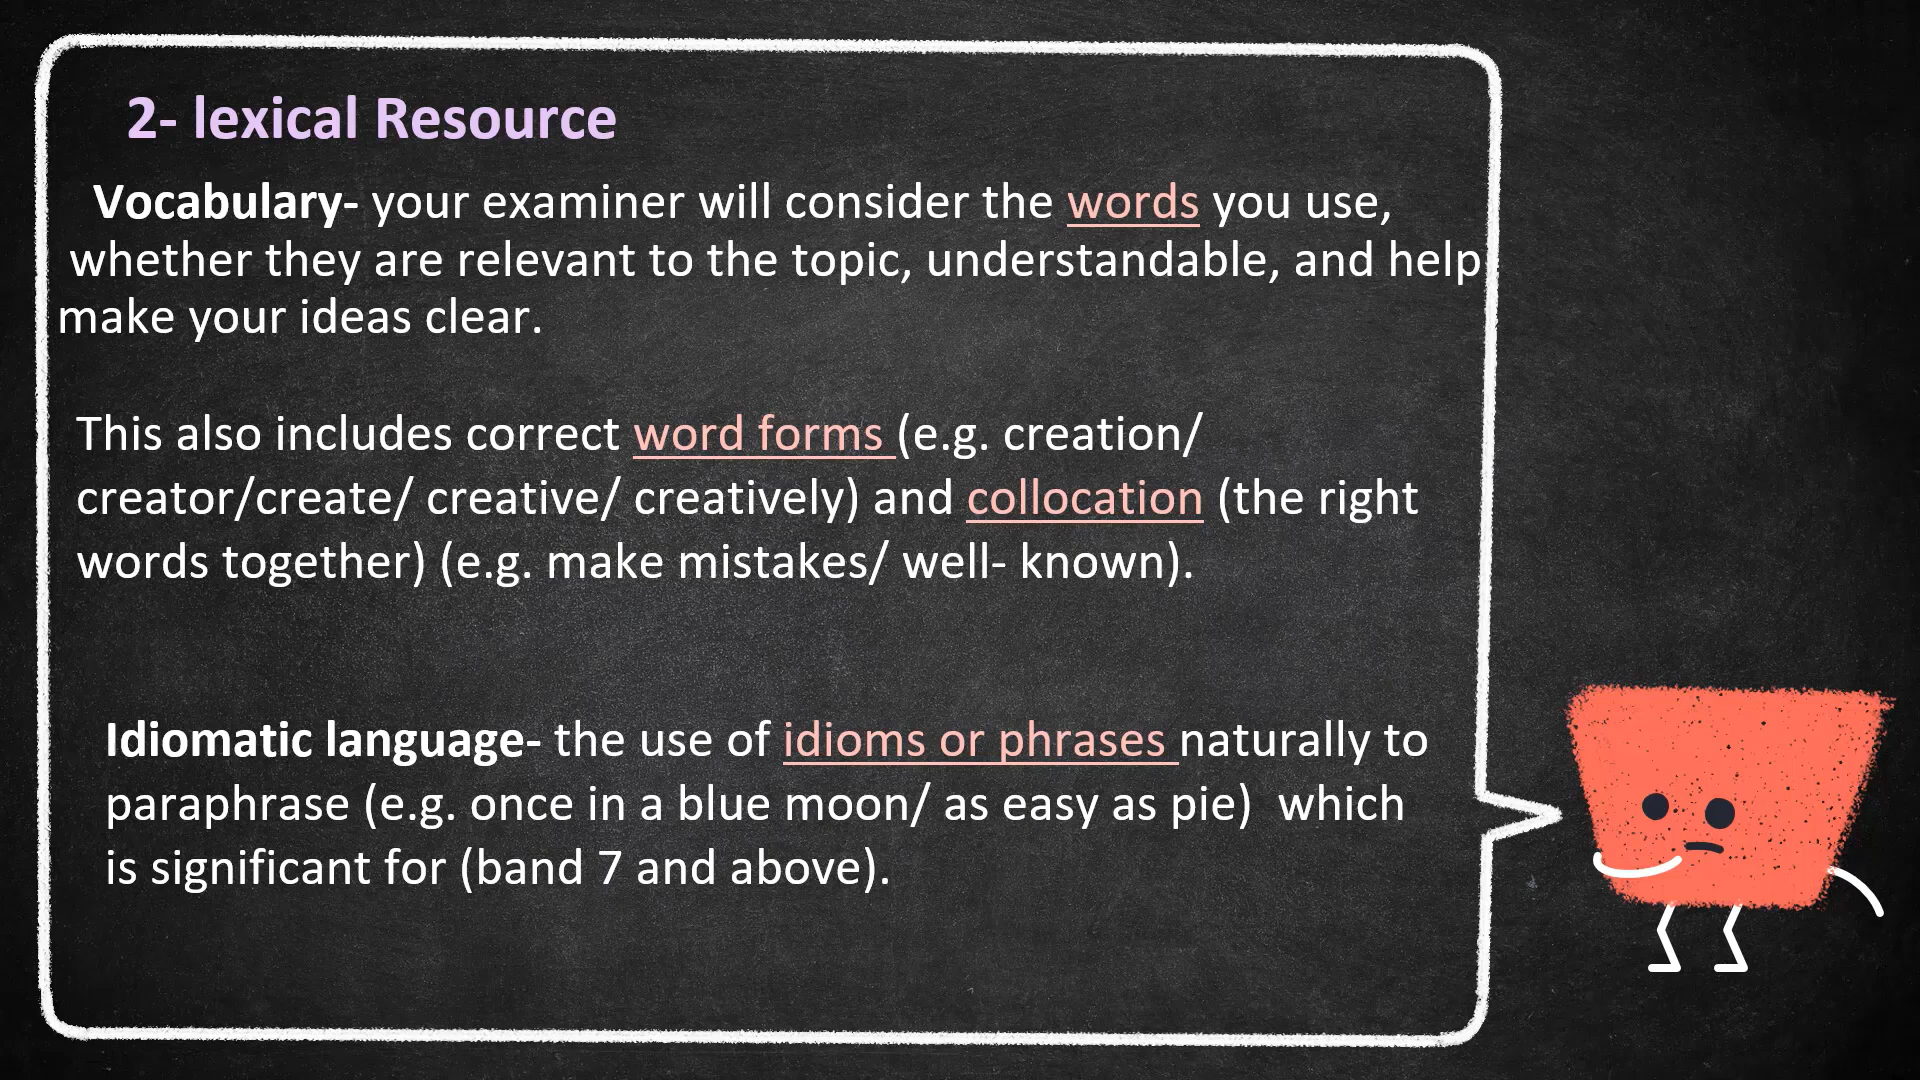 2- lexical Resource
Vocabulary- your examiner will consider the words you use,
whether they are relevant to the topic, understandable, and help
make your ideas clear.
This also includes correct word forms (e.g. creation/
creator/create/ creative/ creatively) and collocation (the right
words together) (e.g. make mistakes/ well- known).
Idiomatic language- the use of idioms or phrases naturally to
paraphrase (e.g. once in a blue moon/ as easy as pie)  which
is significant for (band 7 and above).